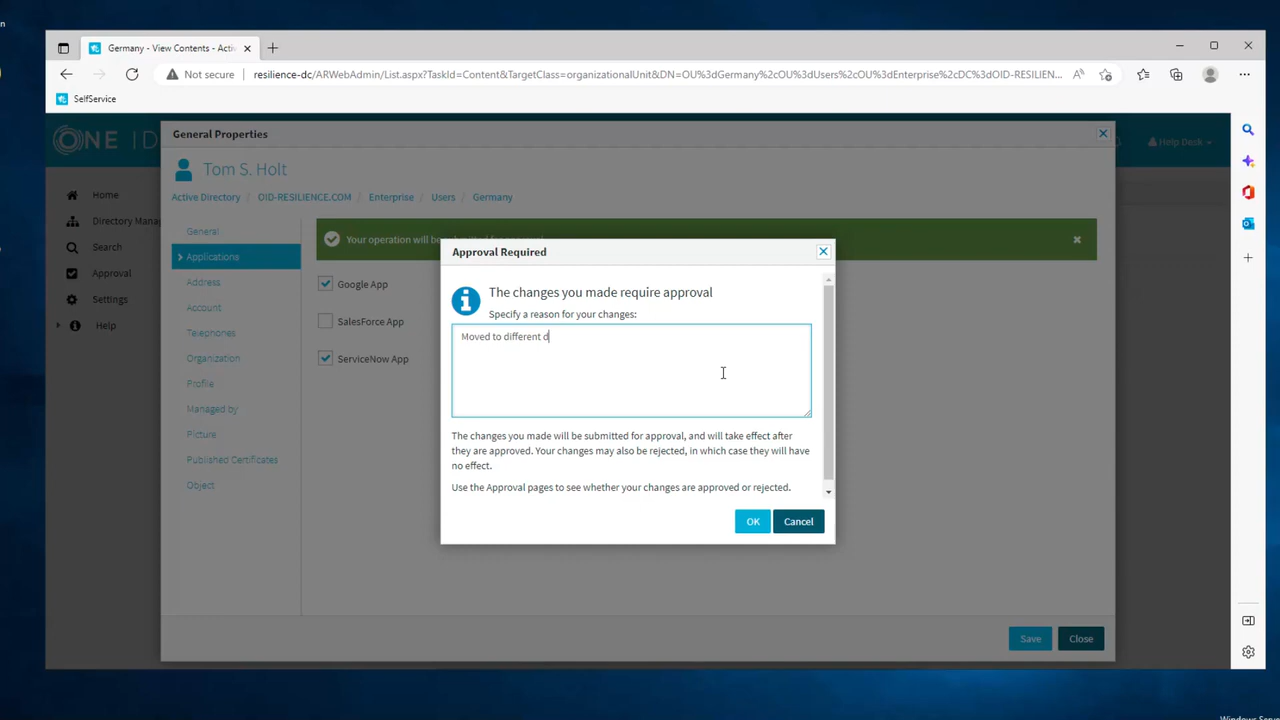 n
Germany - View Contents - Activ
Not secure
resilience-dc/ARWebAdmin/List.aspx?TaskId=Content&TargetClass=organizationalUnit&DN=OU%3dGermany%2cOU%3dUsers%2cOU%3dEnterprise%2cDC%3dOID-RESILIEN...
SelfService
ONE ID
General Properties
Help Desk
Tom S. Holt
Active Directory / OID-RESILIENCE.COM / Enterprise / Users / Germany
Home
Directory Mana
Search
Approval
Settings
Help
General
Applications
Address
Account
Telephones
Organization
Profile
Managed by
Picture
Published Certificates
Object
Your operation will be
Google App
SalesForce App
ServiceNow App
Approval Required
The changes you made require approval
Specify a reason for your changes:
Moved to different d
The changes you made will be submitted for approval, and will take effect after
they are approved. Your changes may also be rejected, in which case they will have
no effect.
Use the Approval pages to see whether your changes are approved or rejected.
OK
Cancel
Save
Close